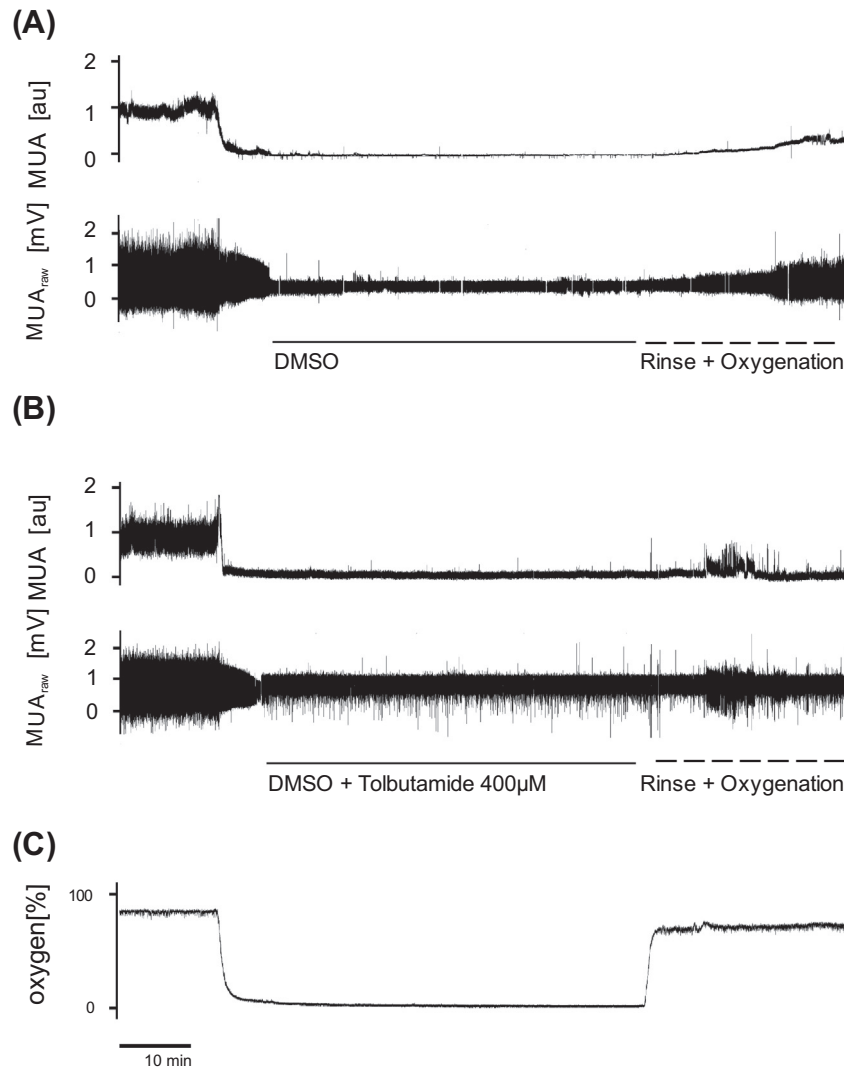 (A)
MUA [au]
2
1
0
MUAraw [mV]
2
1
0
DMSO
Rinse + Oxygenation
(B)
MUA [au]
2
1
0
MUAraw [mV]
2
1
0
DMSO + Tolbutamide 400µM
Rinse + Oxygenation
(C)
oxygen[%]
100
0
10 min